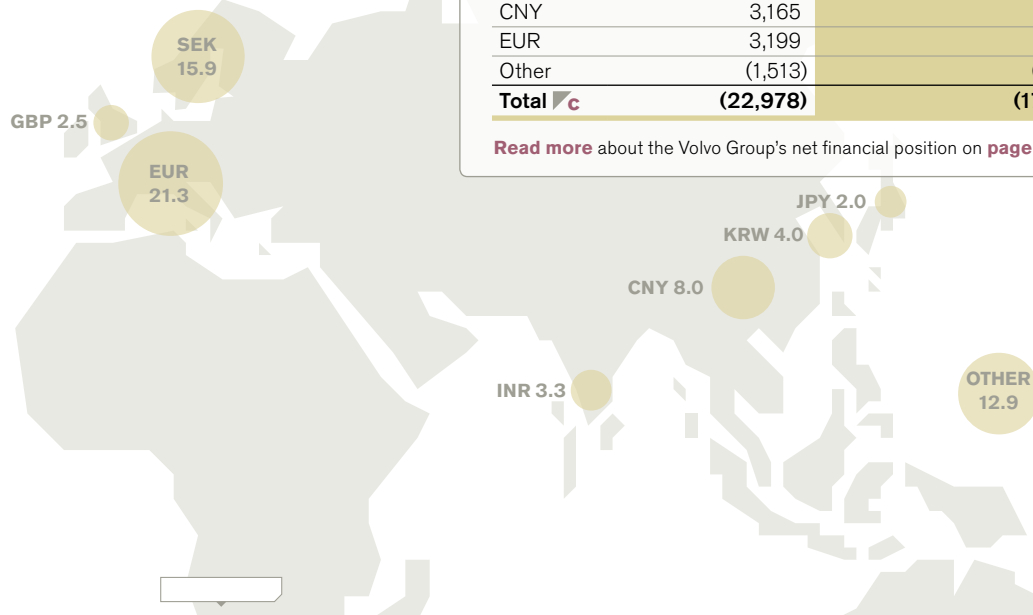 CNY 3,165
EUR 3,199
Other (1,513)
Total c (22,978)
Read more about the Volvo Group's net financial position on page
SEK
15.9
GBP 2.5
EUR
21.3
JPY 2.0
KRW 4.0
CNY 8.0
INR 3.3
OTHER
12.9